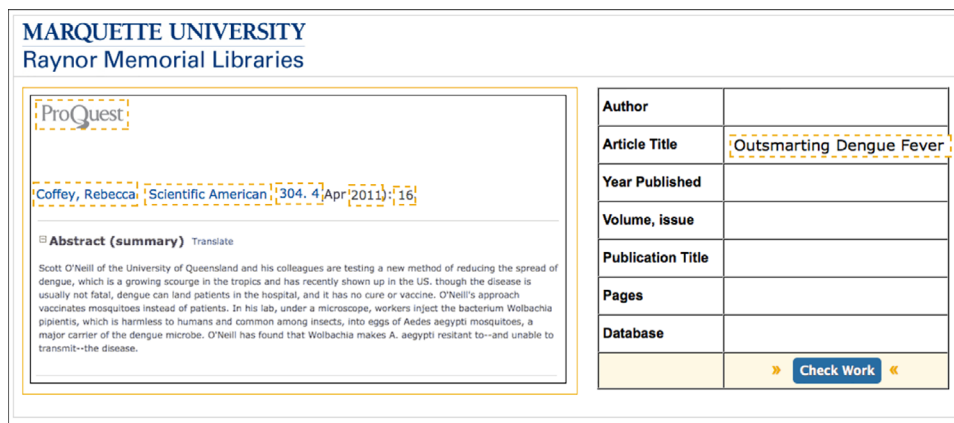 MARQUETTE UNIVERSITY
Raynor Memorial Libraries
ProQuest
Coffey, Rebecca. Scientific American 304. 4 Apr 2011): 16.
Abstract (summary) Translate
Scott O'Neill of the University of Queensland and his colleagues are testing a new method of reducing the spread of
dengue, which is a growing scourge in the tropics and has recently shown up in the US. though the disease is
usually not fatal, dengue can land patients in the hospital, and it has no cure or vaccine. O'Neill's approach
vaccinates mosquitoes instead of patients. In his lab, under a microscope, workers inject the bacterium Wolbachia
pipientis, which is harmless to humans and common among insects, into eggs of Aedes aegypti mosquitoes, a
major carrier of the dengue microbe. O'Neill has found that Wolbachia makes A. aegypti resitant to--and unable to
transmit--the disease.
Author
Article Title Outsmarting Dengue Fever
Year Published
Volume, issue
Publication Title
Pages
Database
» Check Work «